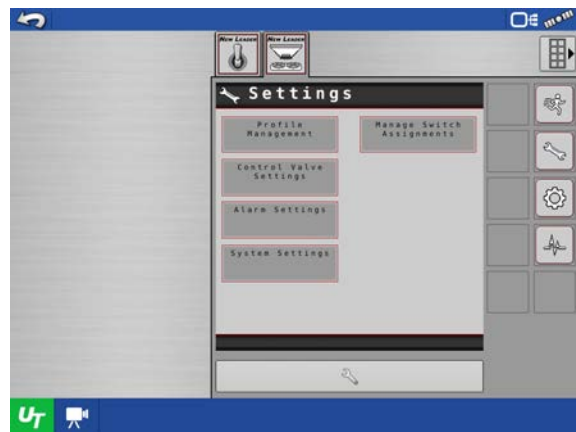 New Leader New Leader
Settings
Profile
Management
Manage Switch
Assignments
Control Valve
Settings
Alarm Settings
System Settings
UT